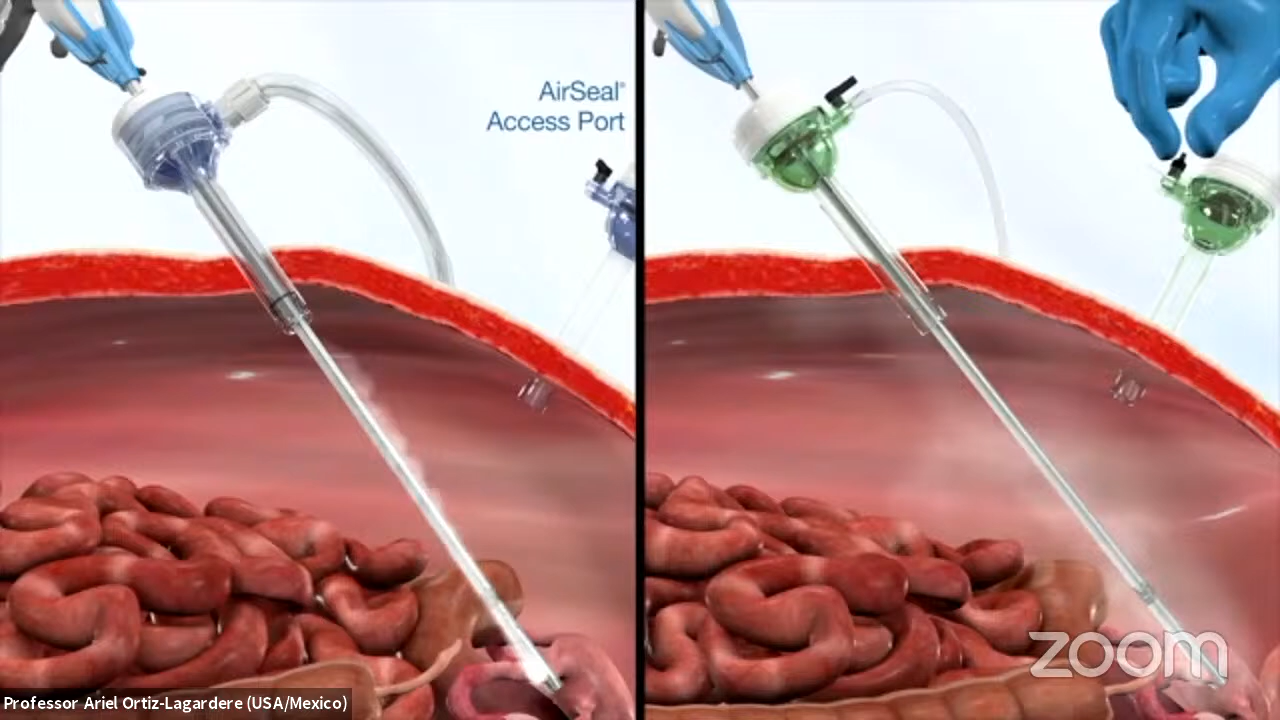 AirSeal®
Access Port
zoom
Professor Ariel Ortiz-Lagardere (USA/Mexico)